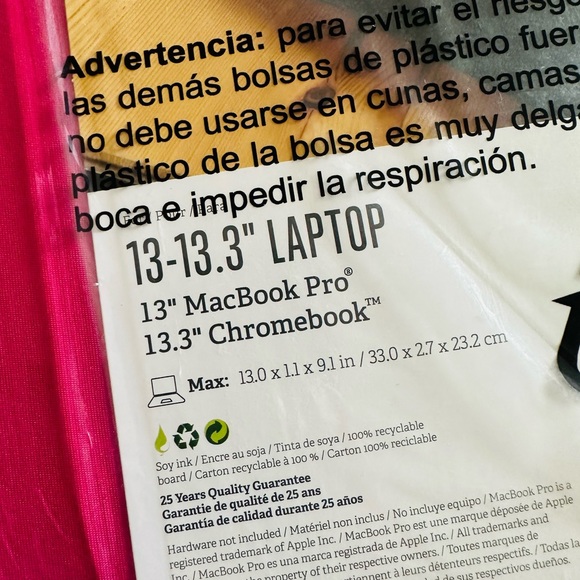 Advertencia: para evitar el riesgo
las demás bolsas de plástico fuer
no debe usarse en cunas, camas
plástico de la bolsa es muy delg
boca e impedir la respiración.
13-13.3" LAPTOP
13" MacBook Pro®
13.3" Chromebook™
Max: 13.0 x 1.1 x 9.1 in / 33.0 x 2.7 x 23.2 cm
Soy ink / Encre au soja / Tinta de soya / 100% recyclable
board / Carton recyclable à 100 % / Cartón 100% reciclable
25 Years Quality Guarantee
Garantie de qualité de 25 ans
Garantía de calidad durante 25 años
Hardware not included / Matériel non inclus / No incluye equipo / MacBook Pro is a
registered trademark of Apple Inc. / MacBook Pro est une marque déposée de Apple
Inc. / MacBook Pro es una marca registrada de Apple Inc. / All trademarks and
the property of their respective owners. / Toutes marques de
tiennent à leurs détenteurs respectifs. / Todas la
d de sus respectivos dueños.